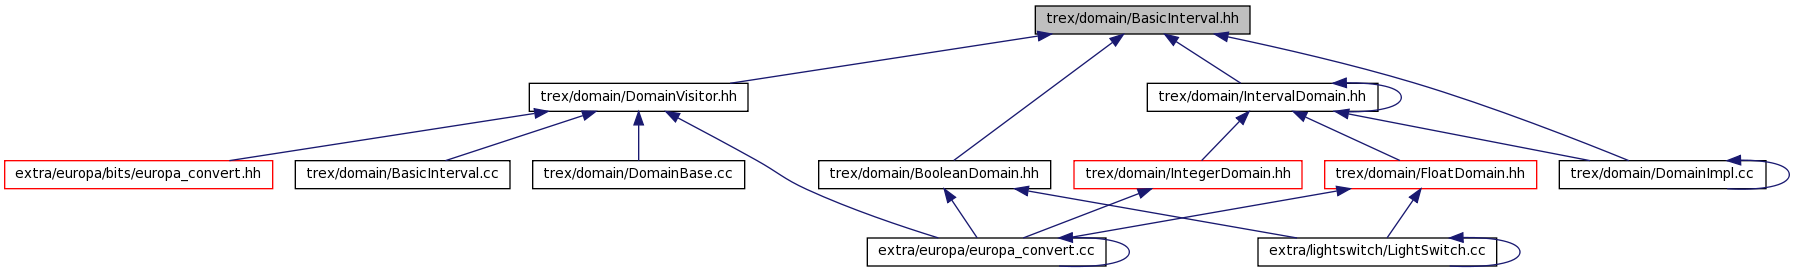 trex/domain/BasicInterval.hh
trex/domain/DomainVisitor.hh
trex/domain/IntervalDomain.hh
extra/europa/bits/europa_convert.hh
trex/domain/BasicInterval.cc
trex/domain/DomainBase.cc
trex/domain/BooleanDomain.hh
trex/domain/IntegerDomain.hh
trex/domain/FloatDomain.hh
trex/domain/DomainImpl.cc
extra/europa/europa_convert.cc
extra/lightswitch/LightSwitch.cc